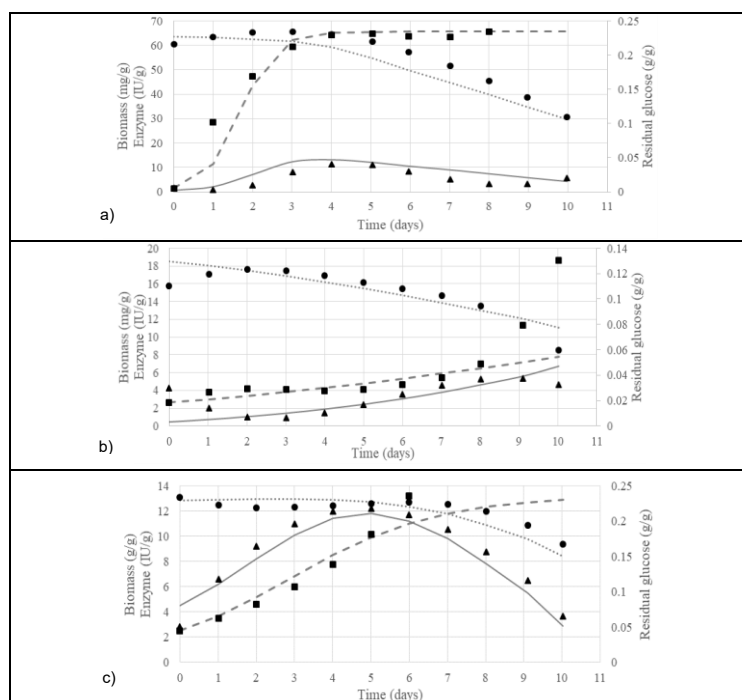 70
60
50
40
30
20
10
0
Biomass (mg/g)
Enzyme (IU/g)
0.25
0.2
0.15
0.1
0.05
0
Residual glucose (g/g)
0 1 2 3 4 5 6 7 8 9 10 11
Time (days)
a)
20
18
16
14
12
10
8
6
4
2
0
Biomass (mg/g)
Enzyme (IU/g)
0.14
0.12
0.1
0.08
0.06
0.04
0.02
0
Residual glucose (g/g)
0 1 2 3 4 5 6 7 8 9 10 11
Time (days)
b)
14
12
10
8
6
4
2
0
Biomass (g/g)
Enzyme (IU/g)
0.25
0.2
0.15
0.1
0.05
0
Residual glucose (g/g)
0 1 2 3 4 5 6 7 8 9 10 11
Time (days)
c)